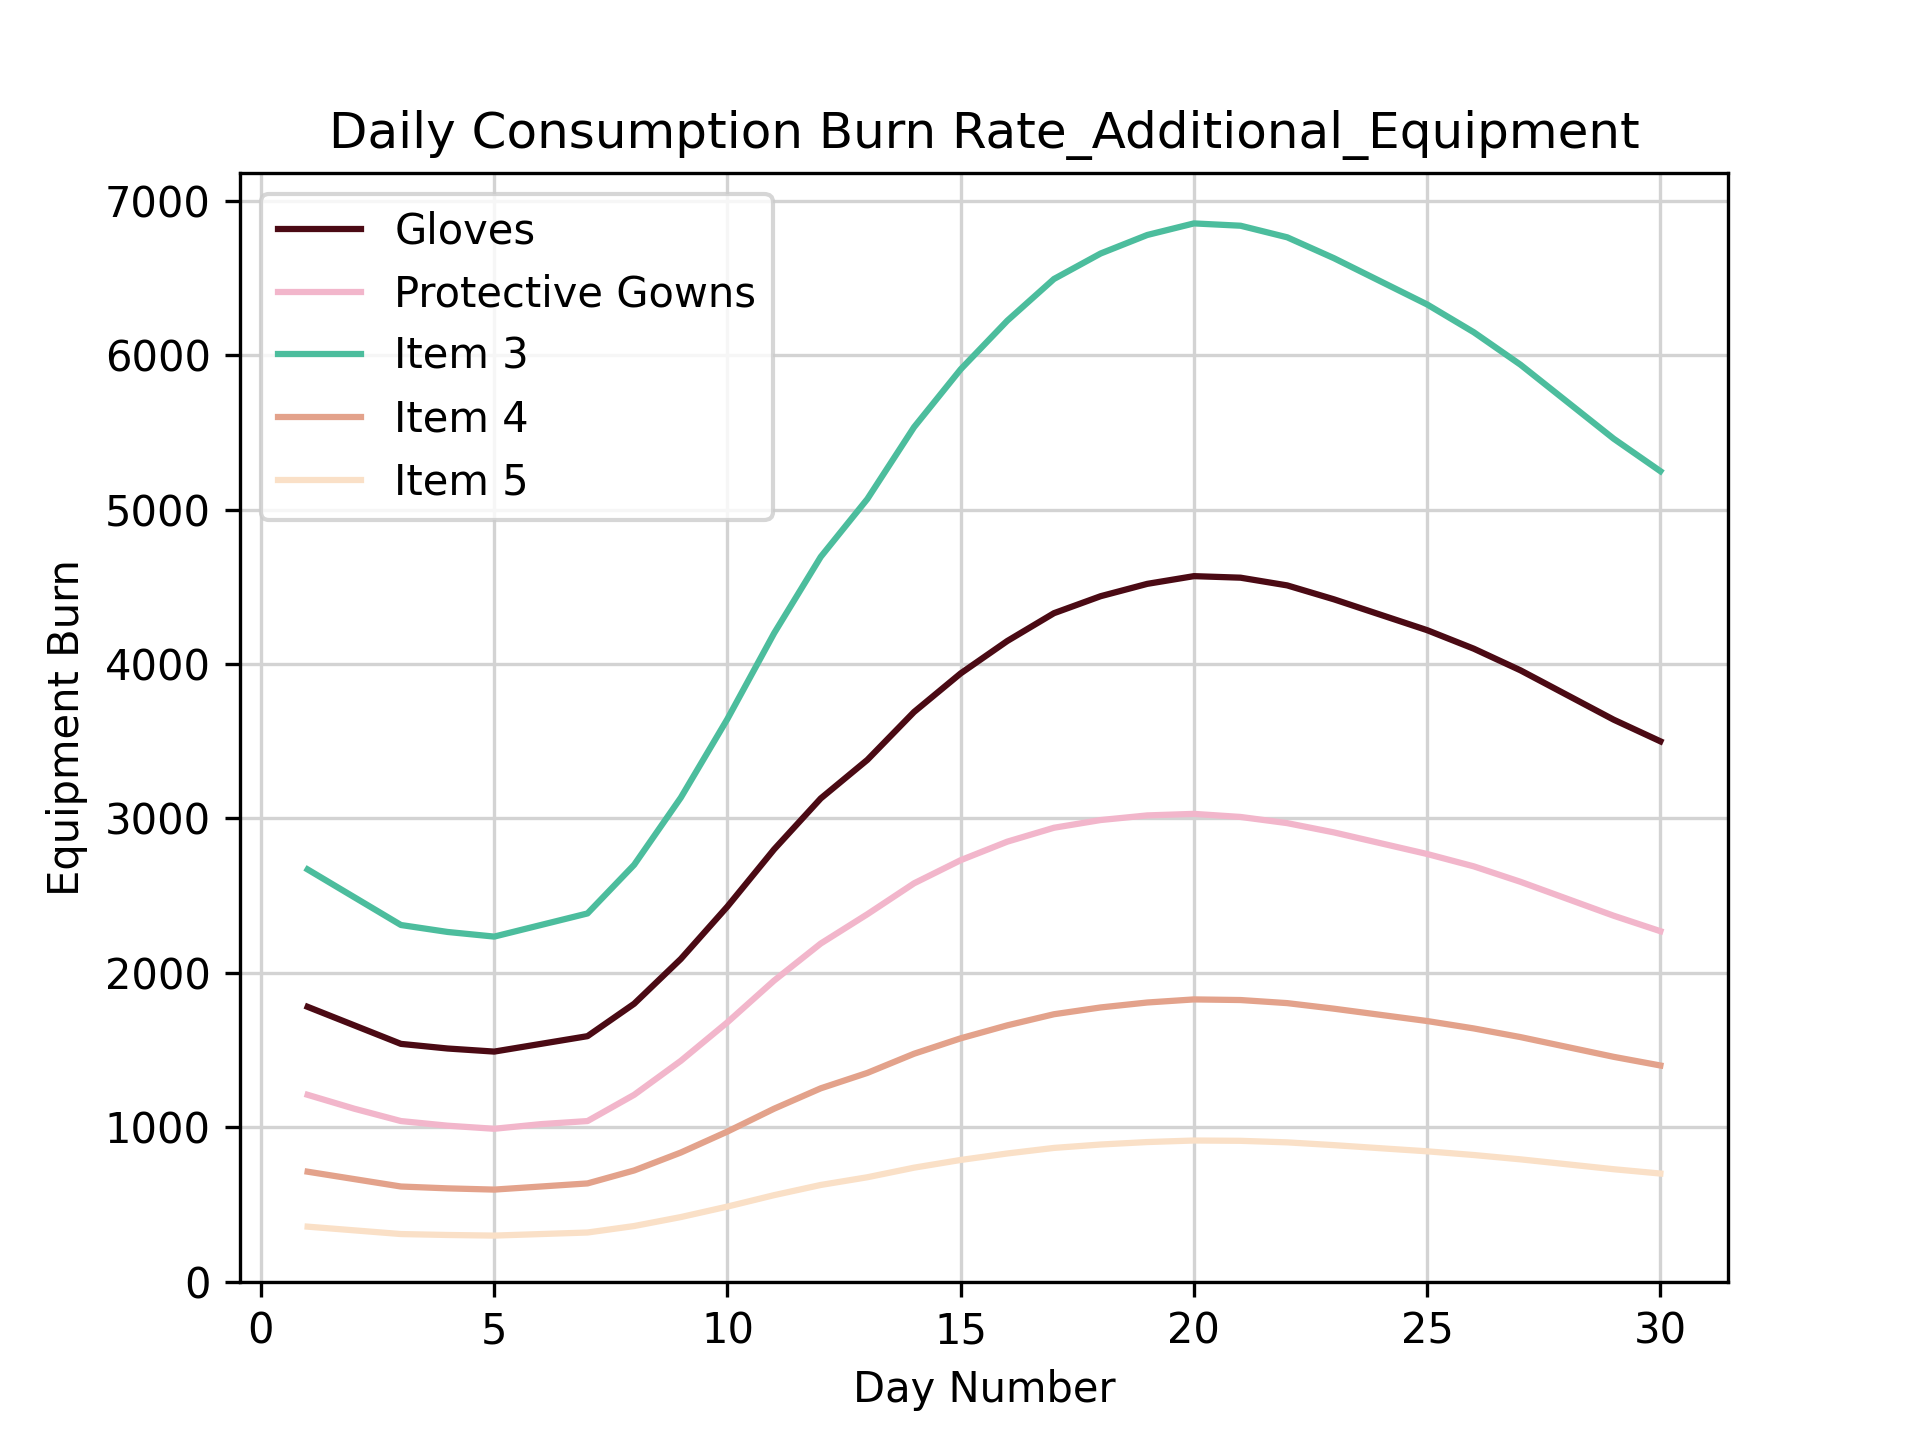 Daily Consumption Burn Rate_Additional_Equipment
7000
6000
5000
4000
3000
2000
1000
0
Equipment Burn
Gloves
Protective Gowns
Item 3
Item 4
Item 5
0 5 10 15 20 25 30
Day Number